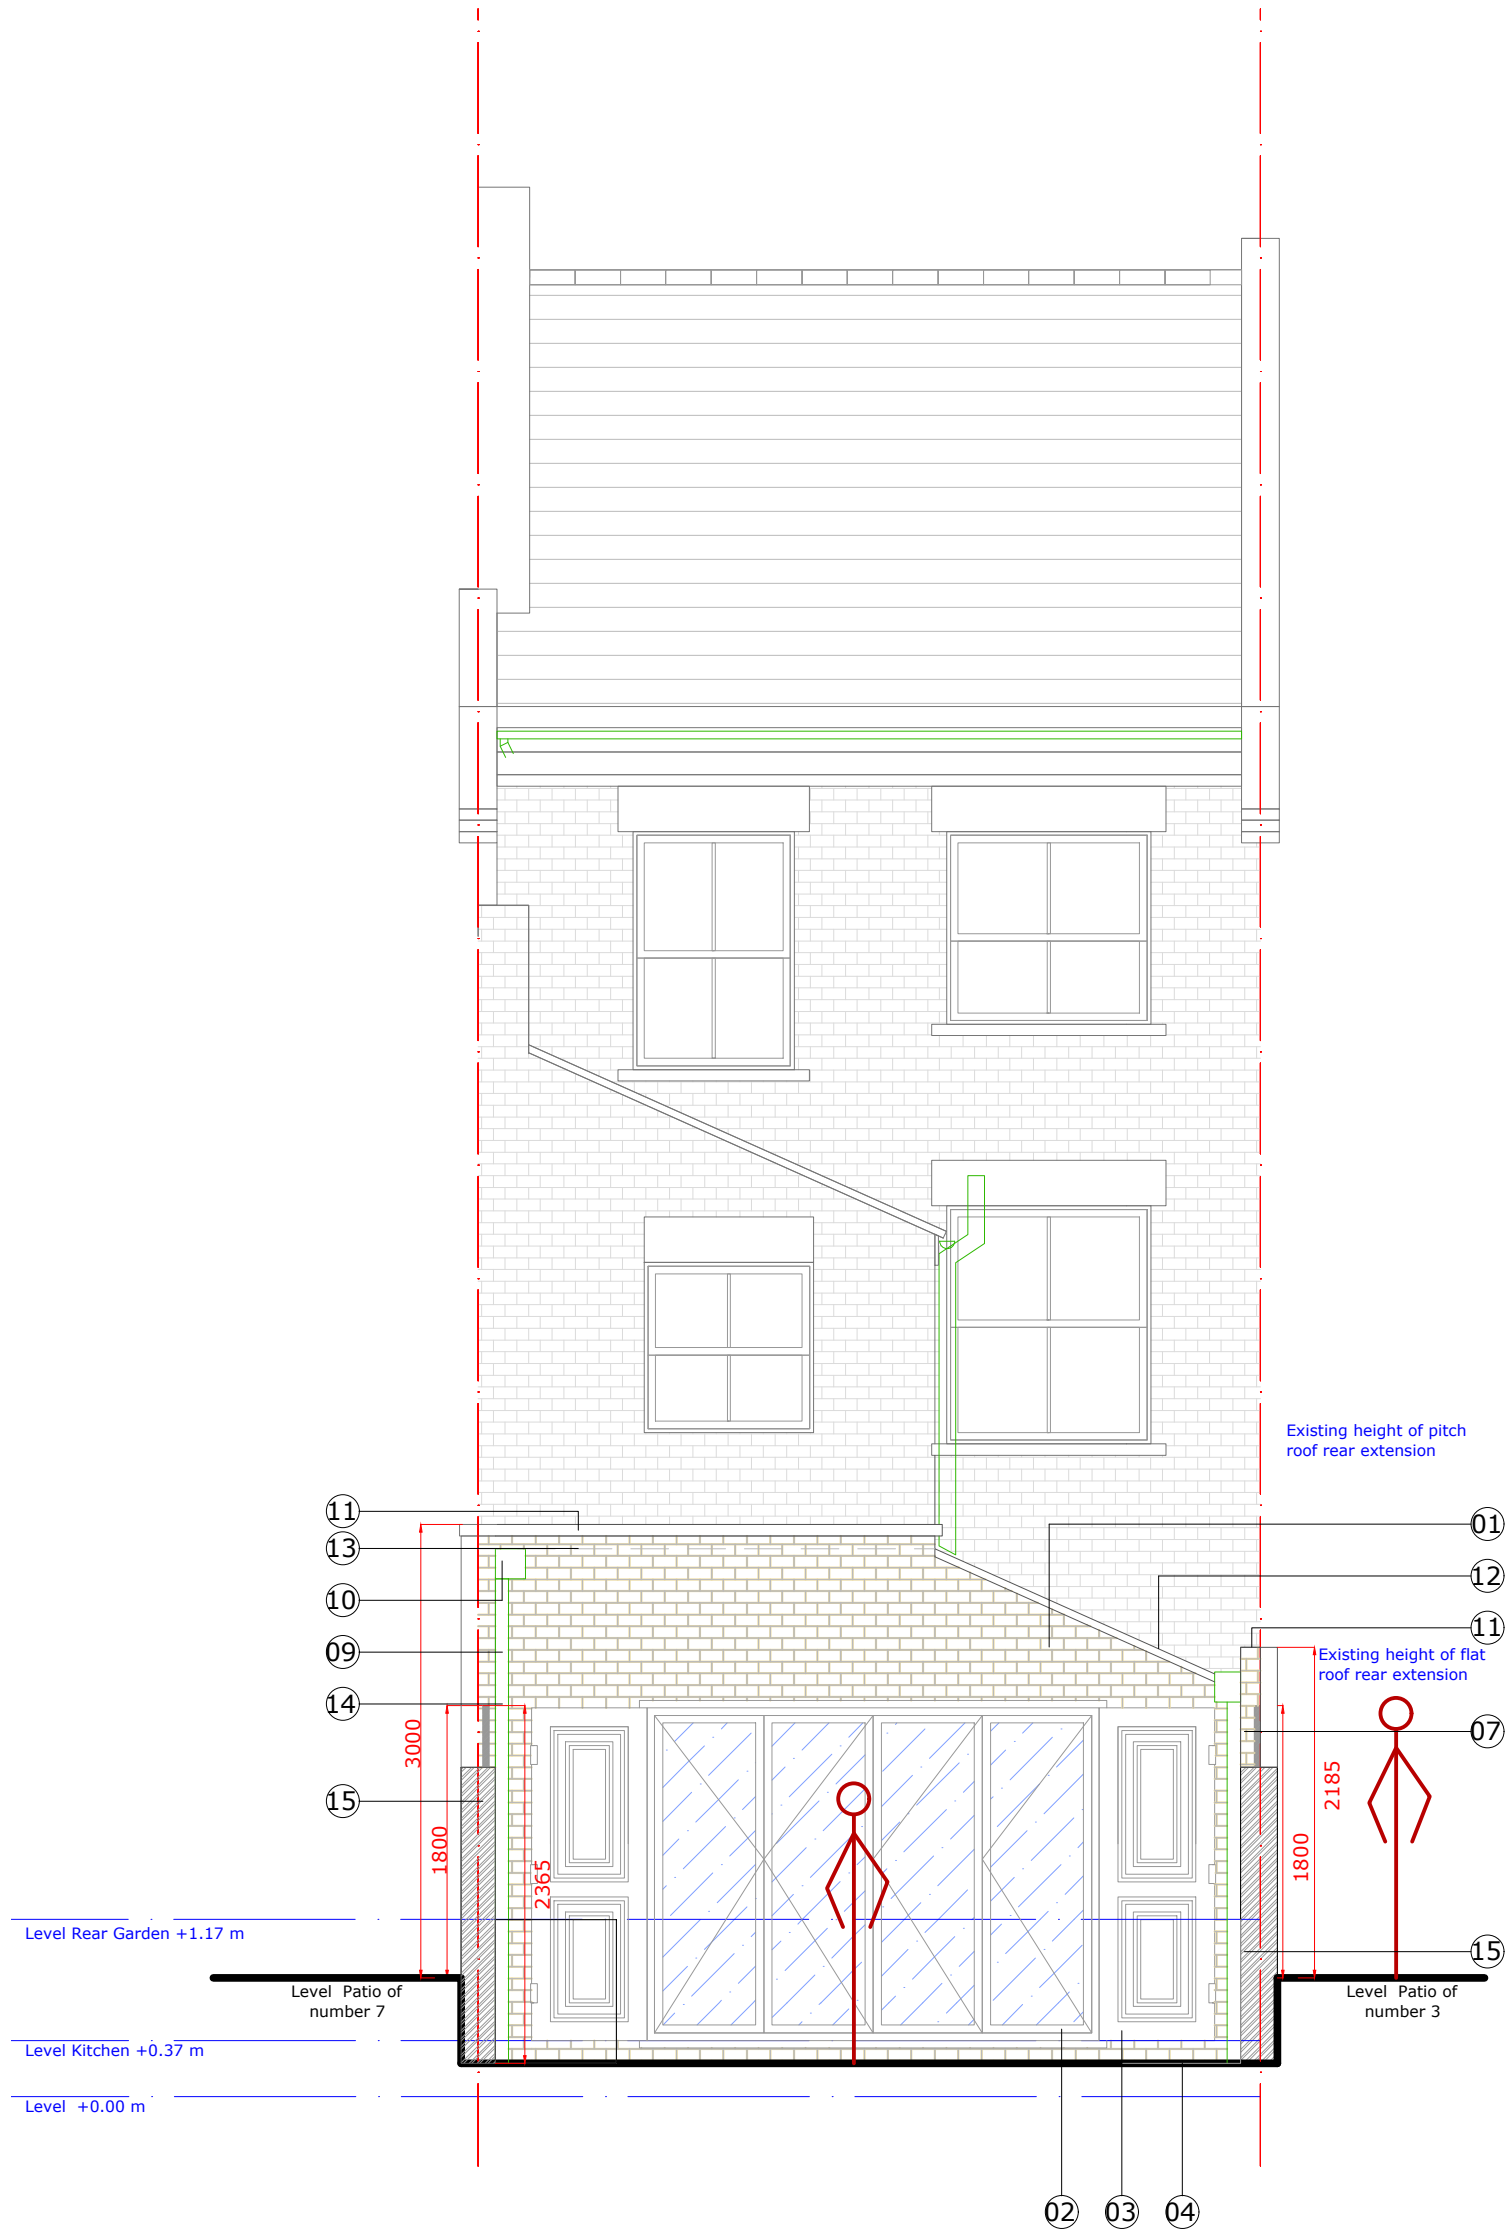 Existing height of pitch
roof rear extension
11
01
13
12
10
11
09
Existing height of flat
roof rear extension
14
07
3000
2185
15
1800
1800
2365
Level Rear Garden +1.17 m
15
Level Patio of
number 7
Level Patio of
number 3
Level Kitchen +0.37 m
Level +0.00 m
02
03
04